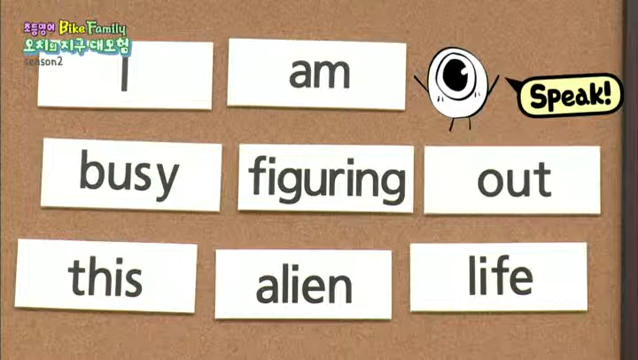 초등영어 Bike Family
오치의 지구 대모험
season2
I am
Speak!
busy figuring out
this alien life